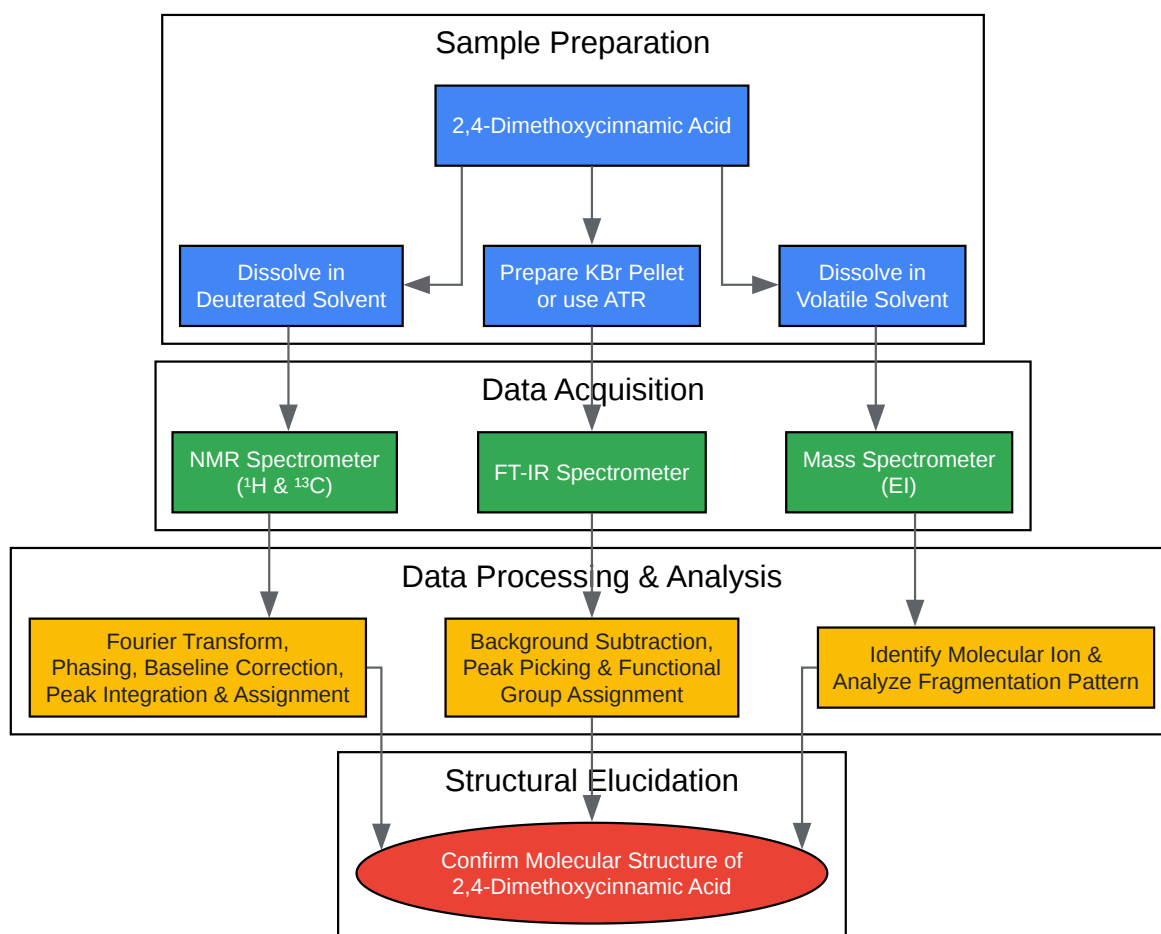 Sample Preparation
2,4-Dimethoxycinnamic Acid
Dissolve in
Deuterated Solvent
Prepare KBr Pellet
or use ATR
Dissolve in
Volatile Solvent
Data Acquisition
NMR Spectrometer
(¹H & ¹³C)
FT-IR Spectrometer
Mass Spectrometer
(EI)
Data Processing & Analysis
Fourier Transform,
Phasing, Baseline Correction,
Peak Integration & Assignment
Background Subtraction,
Peak Picking & Functional
Group Assignment
Identify Molecular Ion &
Analyze Fragmentation Pattern
Structural Elucidation
Confirm Molecular Structure of
2,4-Dimethoxycinnamic Acid